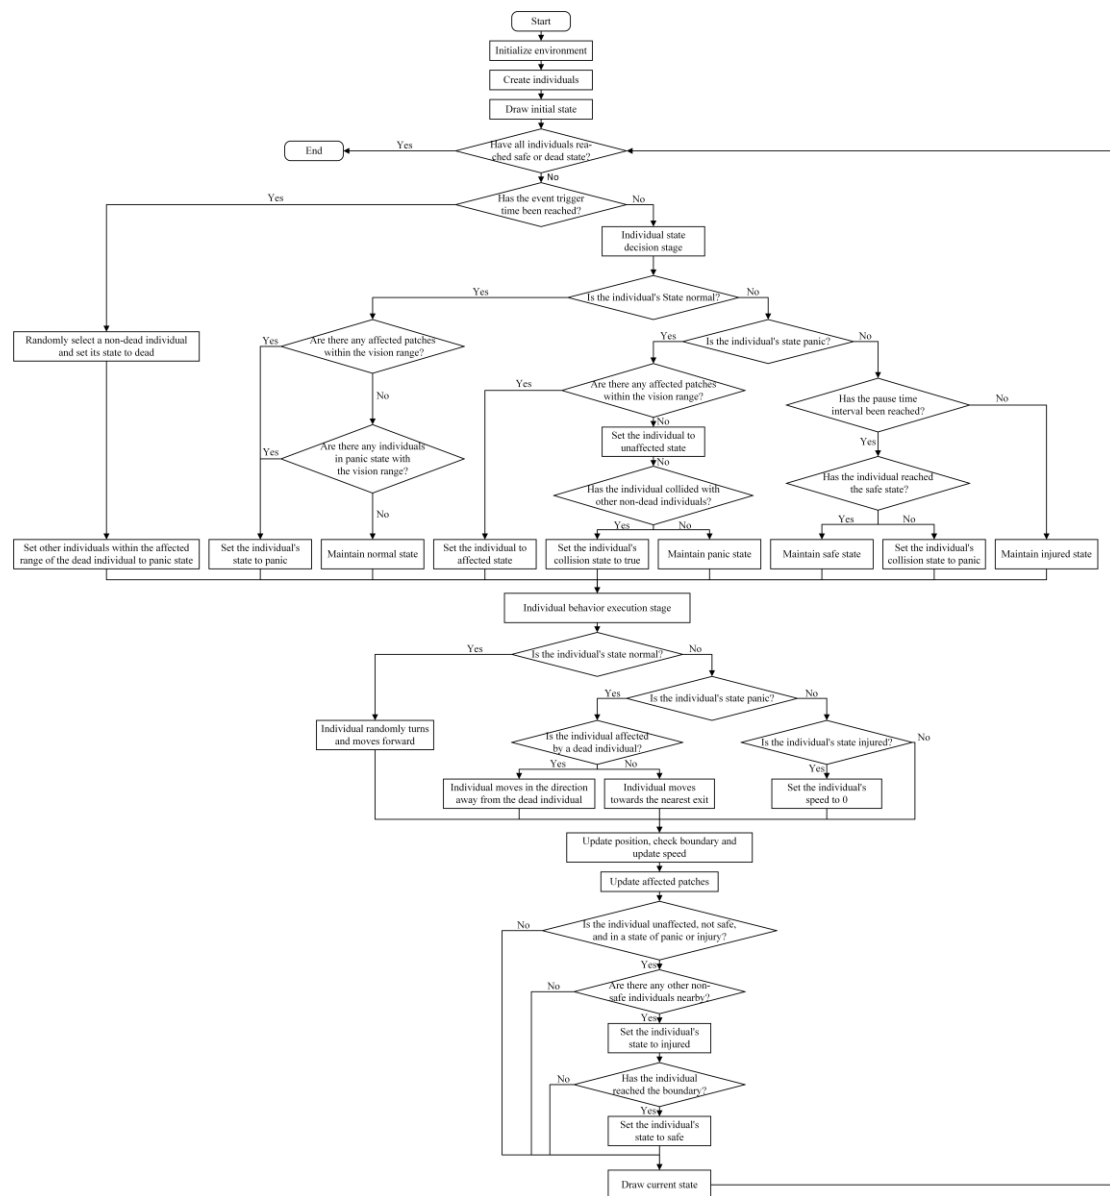 Start
Initialize environment
Create individuals
Draw initial state
End
Yes
Have all individuals rea-
ched safe or dead state?
No
Yes
Has the event trigger
time been reached?
No
Individual state
decision stage
Yes
Is the individual's State normal?
No
Randomly select a non-dead individual
and set its state to dead
Yes
Are there any affected patches
within the vision range?
Yes
Is the individual's state panic?
No
No
Yes
Are there any affected patches
within the vision range?
Has the pause time
interval been reached?
No
No
Yes
Are there any individuals
in panic state with
the vision range?
Set the individual to
unaffected state
Yes
No
Has the individual collided with
other non-dead individuals?
Has the individual reached
the safe state?
No
Yes
No
Yes
No
Set other individuals within the affected
range of the dead individual to panic state
Set the individual's
state to panic
Maintain normal state
Set the individual to
affected state
Set the individual's
collision state to true
Maintain panic state
Maintain safe state
Set the individual's
collision state to panic
Maintain injured state
Individual behavior execution stage
Yes
Is the individual's state normal?
No
Yes
Is the individual's state panic?
No
Individual randomly turns
and moves forward
Is the individual affected
by a dead individual?
Is the individual's state injured?
No
Yes
No
Yes
Individual moves in the direction
away from the dead individual
Individual moves
towards the nearest exit
Set the individual's
speed to 0
Update position, check boundary and
update speed
Update affected patches
No
Is the individual unaffected, not safe,
and in a state of panic or injury?
Yes
No
Are there any other non-
safe individuals nearby?
Yes
Set the individual's
state to injured
No
Has the individual
reached the boundary?
Yes
Set the individual's
state to safe
Draw current state